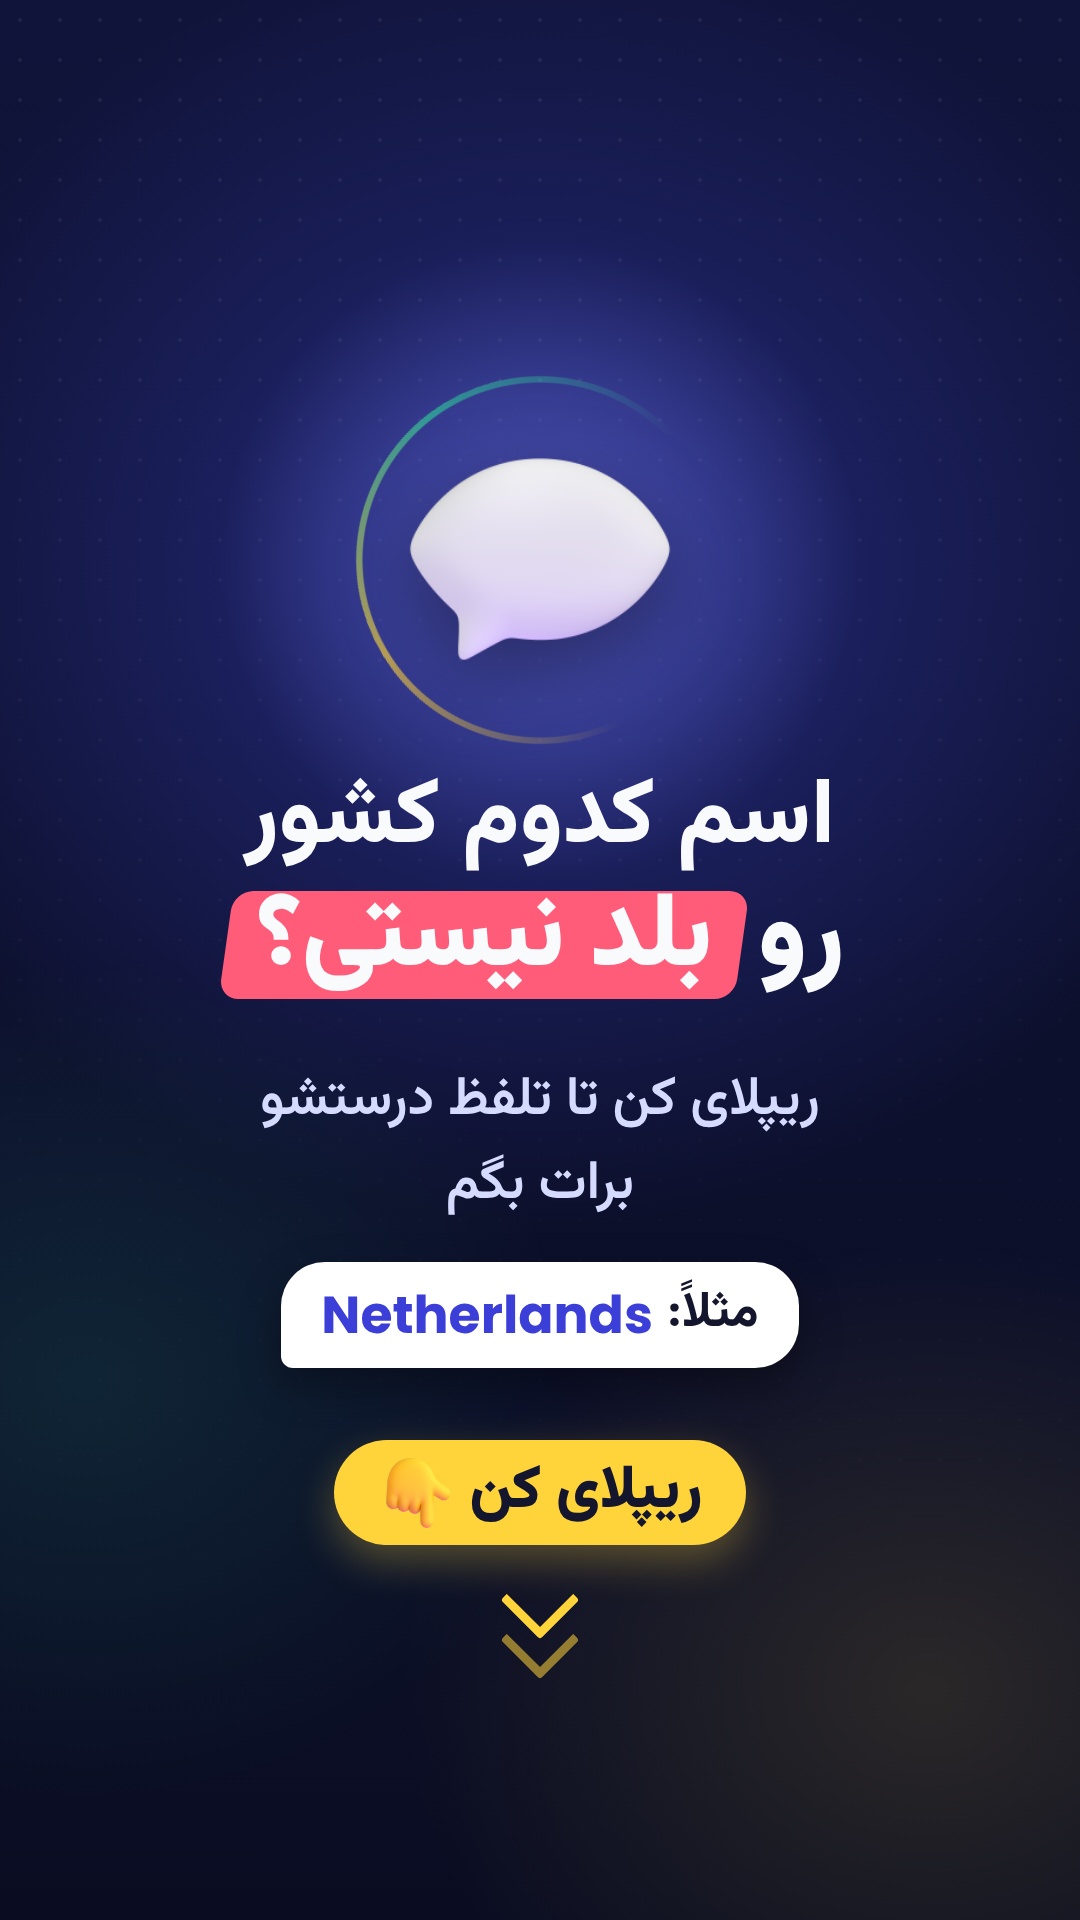 اسم کدوم کشور
رو بلد نیستی؟
ریپلای کن تا تلفظ درستشو
برات بگم
مثلاً: Netherlands
ریپلای کن 👇